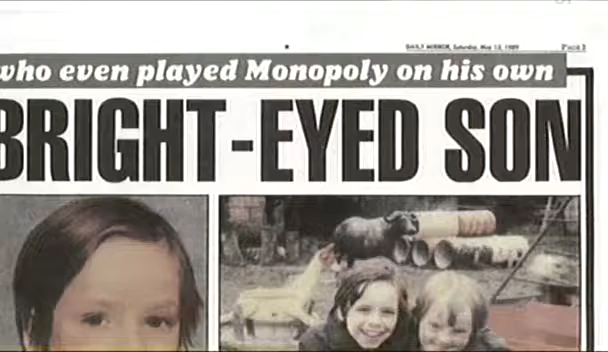 DAILY MIRROR, Saturday, May 13, 1989 PAGE 3
who even played Monopoly on his own
BRIGHT-EYED SON